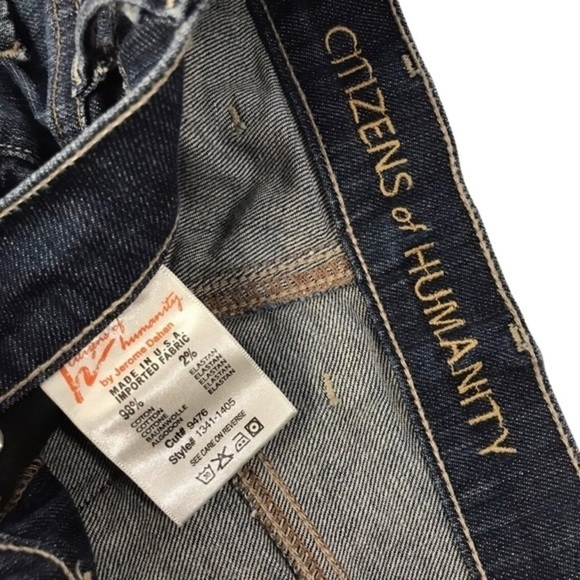 CITIZENS of HUMANITY
citizens of
humanity
by Jerome Dahan
MADE IN U.S.A.
IMPORTED FABRIC
98% 2%
COTTON ELASTAN
COTTON ELASTAN
BAUMWOLLE ELASTAN
ALGODON ELASTAN
Cut# 9476
Style# 1341-1405
SEE CARE ON REVERSE